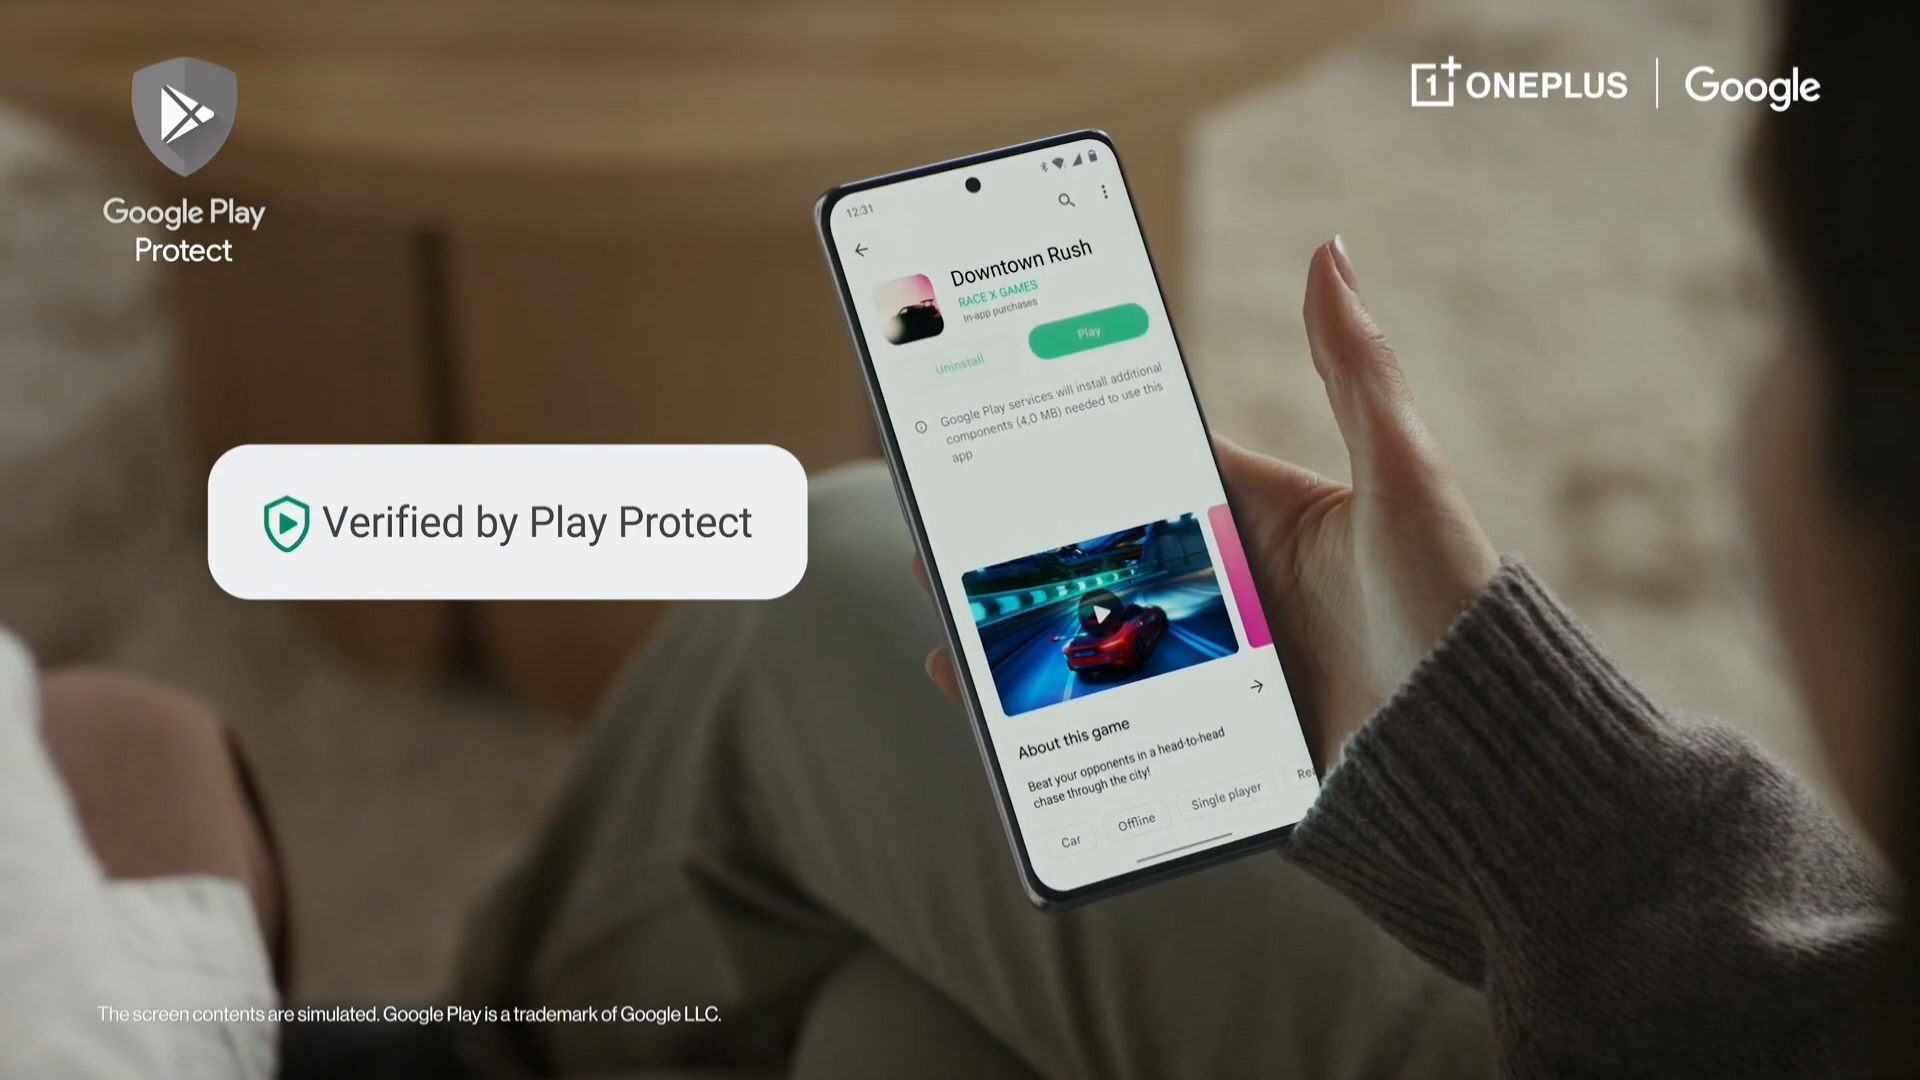 Google Play
Protect
1+ ONEPLUS | Google
12:31
Downtown Rush
RACE X GAMES
In-app purchases
Uninstall
Play
Google Play services will install additional
components (4,0 MB) needed to use this
app
Verified by Play Protect
About this game
Beat your opponents in a head-to-head
chase through the city!
Car
Offline
Single player
The screen contents are simulated. Google Play is a trademark of Google LLC.